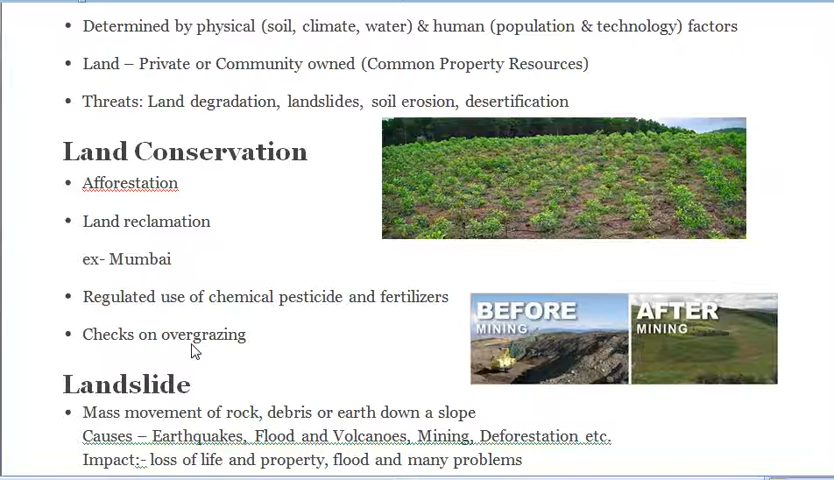 • Determined by physical (soil, climate, water) & human (population & technology) factors
• Land – Private or Community owned (Common Property Resources)
• Threats: Land degradation, landslides, soil erosion, desertification
Land Conservation
• Afforestation
• Land reclamation
ex- Mumbai
• Regulated use of chemical pesticide and fertilizers
• Checks on overgrazing
BEFORE
MINING
AFTER
MINING
Landslide
• Mass movement of rock, debris or earth down a slope
Causes – Earthquakes, Flood and Volcanoes, Mining, Deforestation etc.
Impact:- loss of life and property, flood and many problems